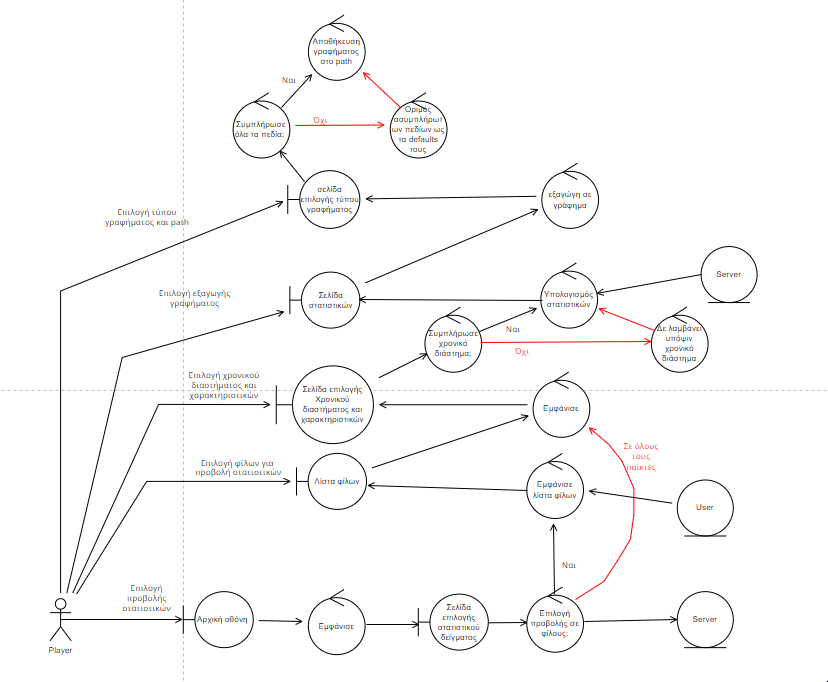 Αποθήκευση
γραφήματος
στο path
Ναι
Συμπλήρωσε
όλα τα πεδία;
Όχι
Ορισμός
ασυμπλήρωτ
ων πεδίων ως
τα defaults
τους
σελίδα
επιλογής τύπου
γραφήματος
εξαγώγη σε
γράφημα
Επιλογή τύπου
γραφήματος και path
Επιλογή εξαγωγής
γραφήματος
Σελίδα
στατιστικών
Υπολογισμός
στατιστικών
Server
Συμπλήρωσε
χρονικό
διάστημα;
Ναι
Όχι
Δε λαμβάνει
υπόψιν
χρονικό
διάστημα
Επιλογή χρονικού
διαστήματος και
χαρακτηριστικών
Σελίδα επιλογής
Χρονικού
διαστήματος και
χαρακτηριστικών
Εμφάνισε
Σε όλους
τους
παίκτες
Επιλογή φίλων για
προβολή στατιστικών
Λίστα φίλων
Εμφάνισε
λίστα φίλων
User
Ναι
Επιλογή
προβολής
στατιστικών
Player
Αρχική οθόνη
Εμφάνισε
Σελίδα
επιλογής
στατιστικού
δείγματος
Επιλογή
προβολής σε
φίλους;
Server